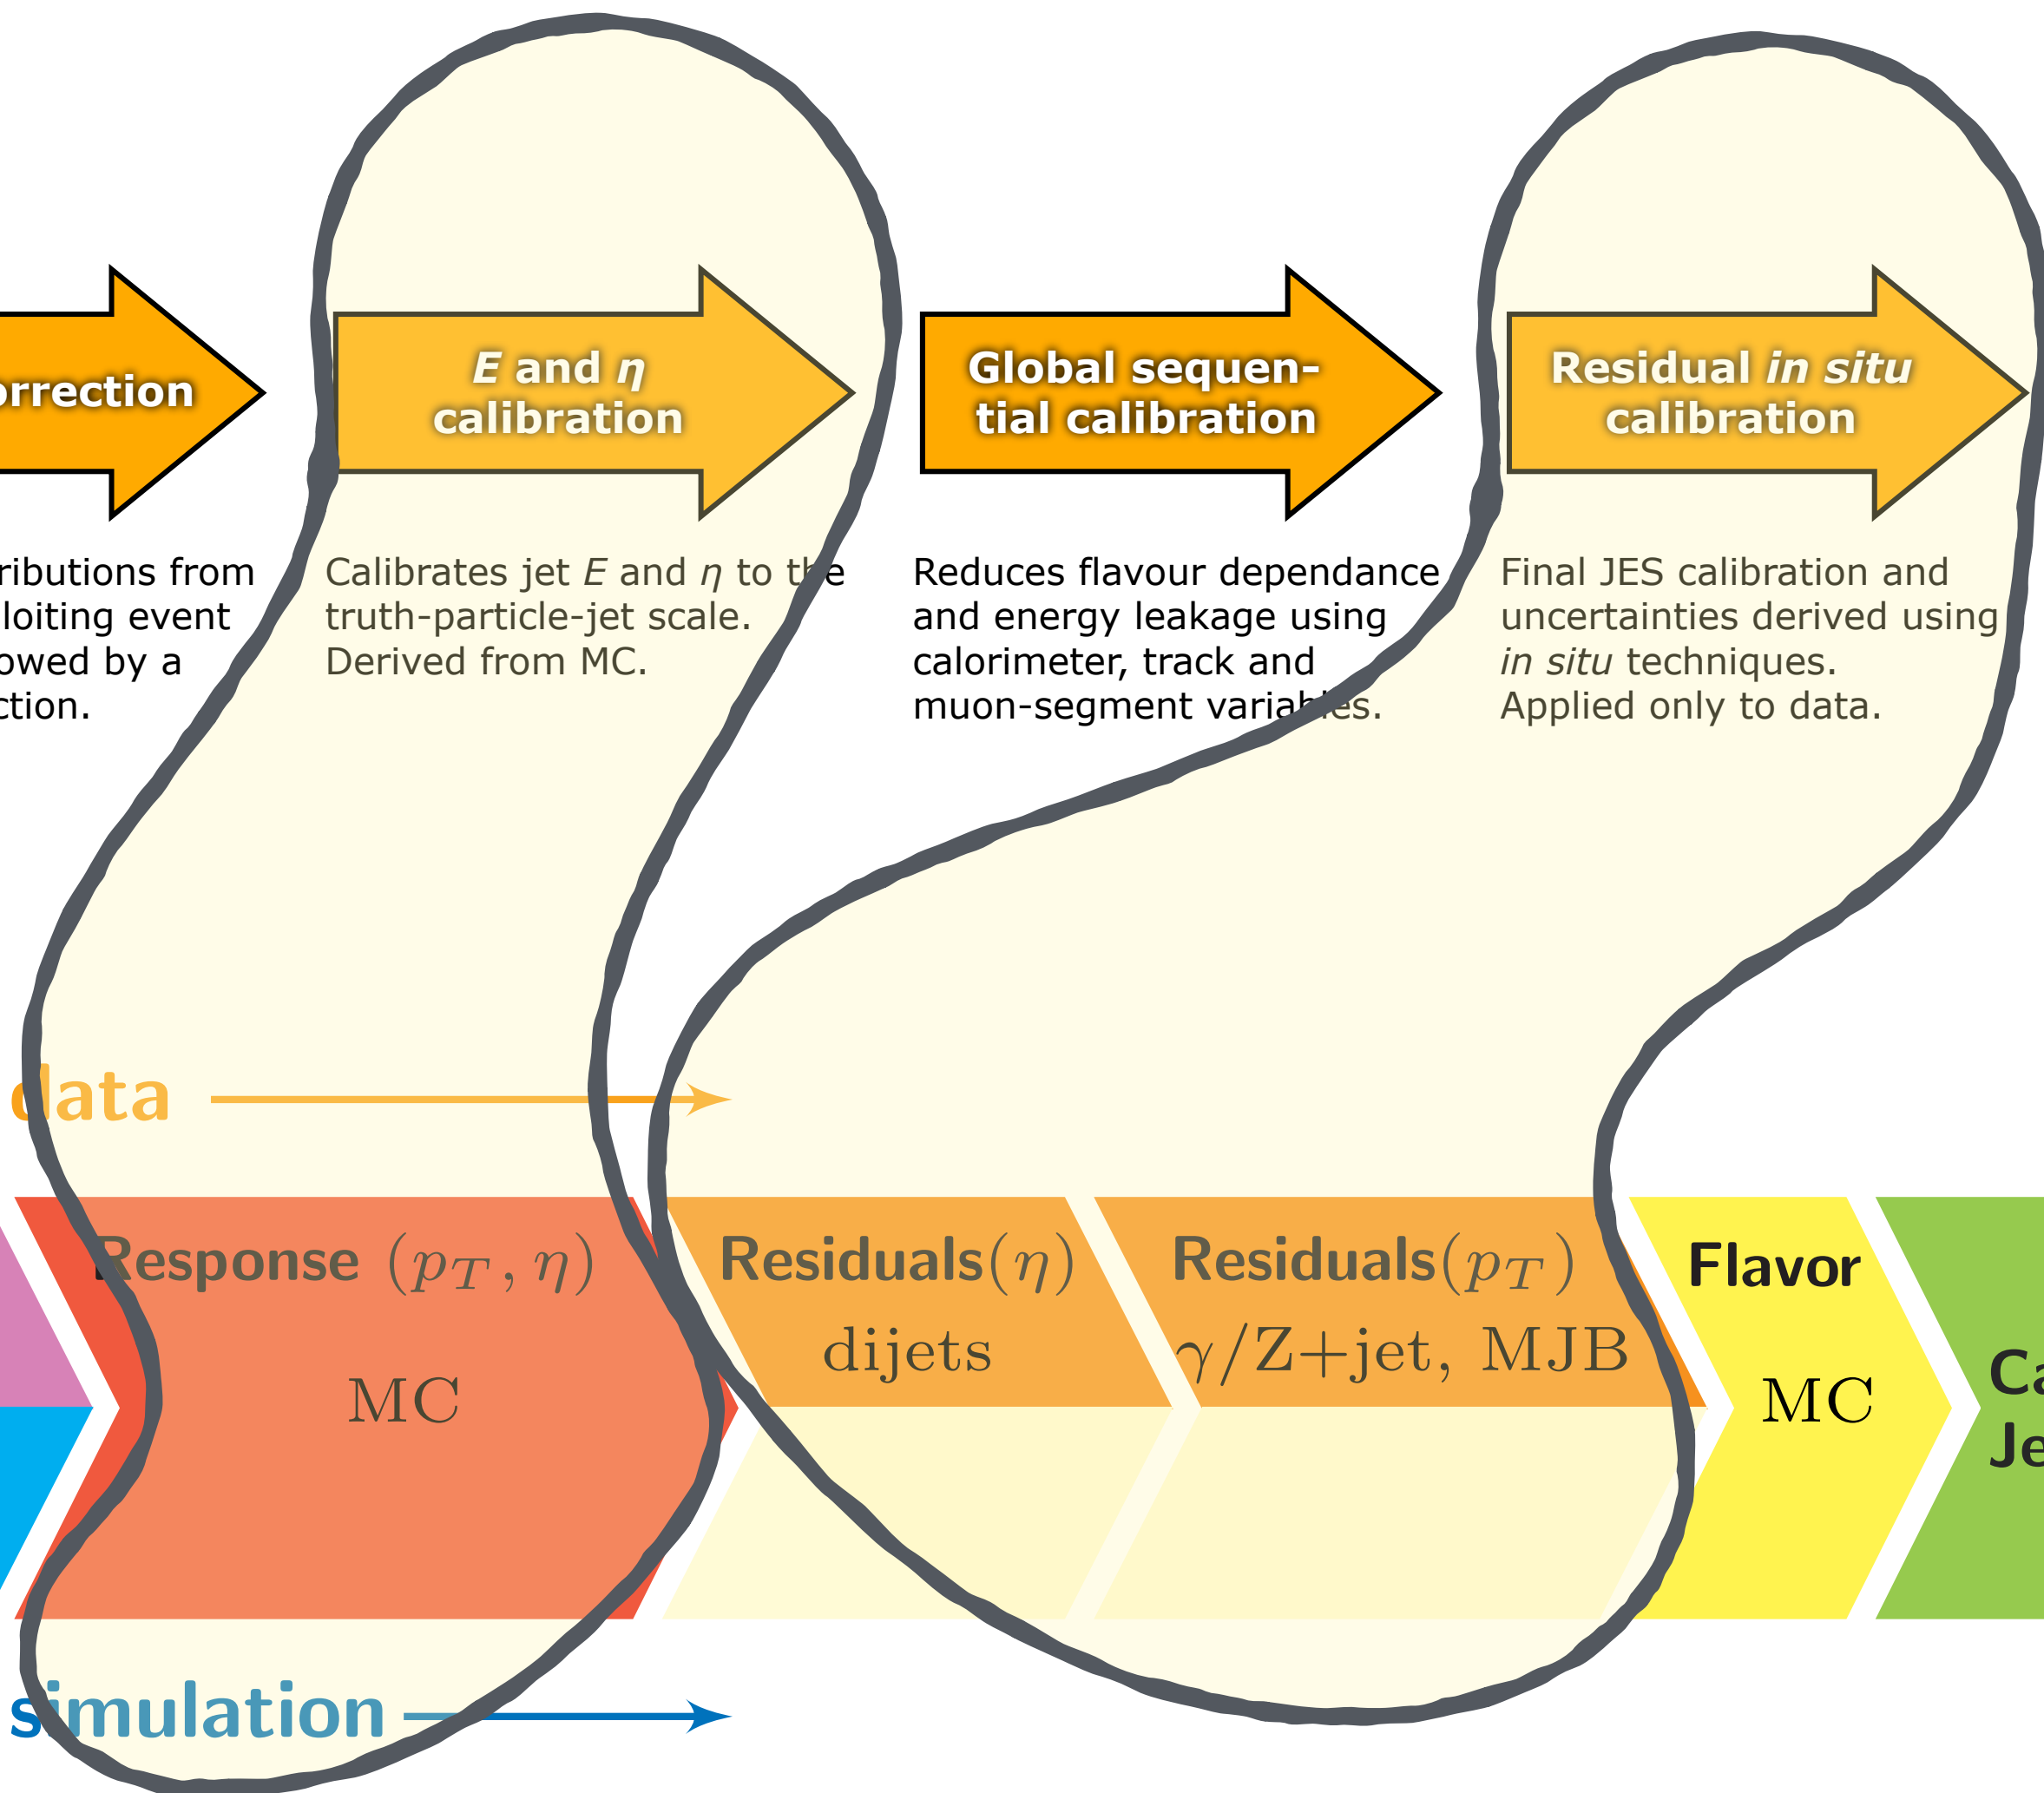 orrection
E and η
calibration
Global sequen-
tial calibration
Residual in situ
calibration
ributions from
loiting event
owed by a
ction.
Calibrates jet E and η to the
truth-particle-jet scale.
Derived from MC.
Reduces flavour dependance
and energy leakage using
calorimeter, track and
muon-segment variables.
Final JES calibration and
uncertainties derived using
in situ techniques.
Applied only to data.
data
Response (p_T, η)
MC
Residuals(η)
dijets
Residuals(p_T)
γ/Z+jet, MJB
Flavor
MC
Ca
Je
simulation